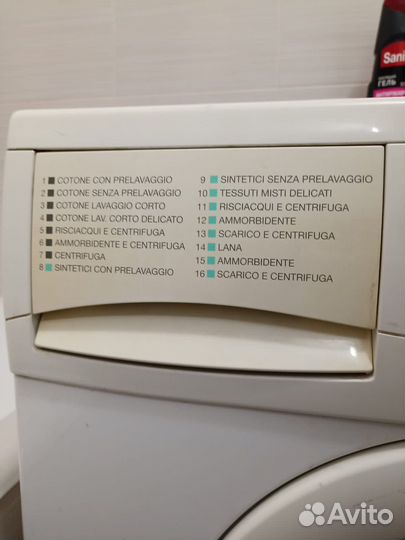 Sani
ГЕЛЬ
1 COTONE CON PRELAVAGGIO
2 COTONE SENZA PRELAVAGGIO
3 COTONE LAVAGGIO CORTO
4 COTONE LAV. CORTO DELICATO
5 RISCIACQUI E CENTRIFUGA
6 AMMORBIDENTE E CENTRIFUGA
7 CENTRIFUGA
8 SINTETICI CON PRELAVAGGIO
9 SINTETICI SENZA PRELAVAGGIO
10 TESSUTI MISTI DELICATI
11 RISCIACQUI E CENTRIFUGA
12 AMMORBIDENTE
13 SCARICO E CENTRIFUGA
14 LANA
15 AMMORBIDENTE
16 SCARICO E CENTRIFUGA
Avito